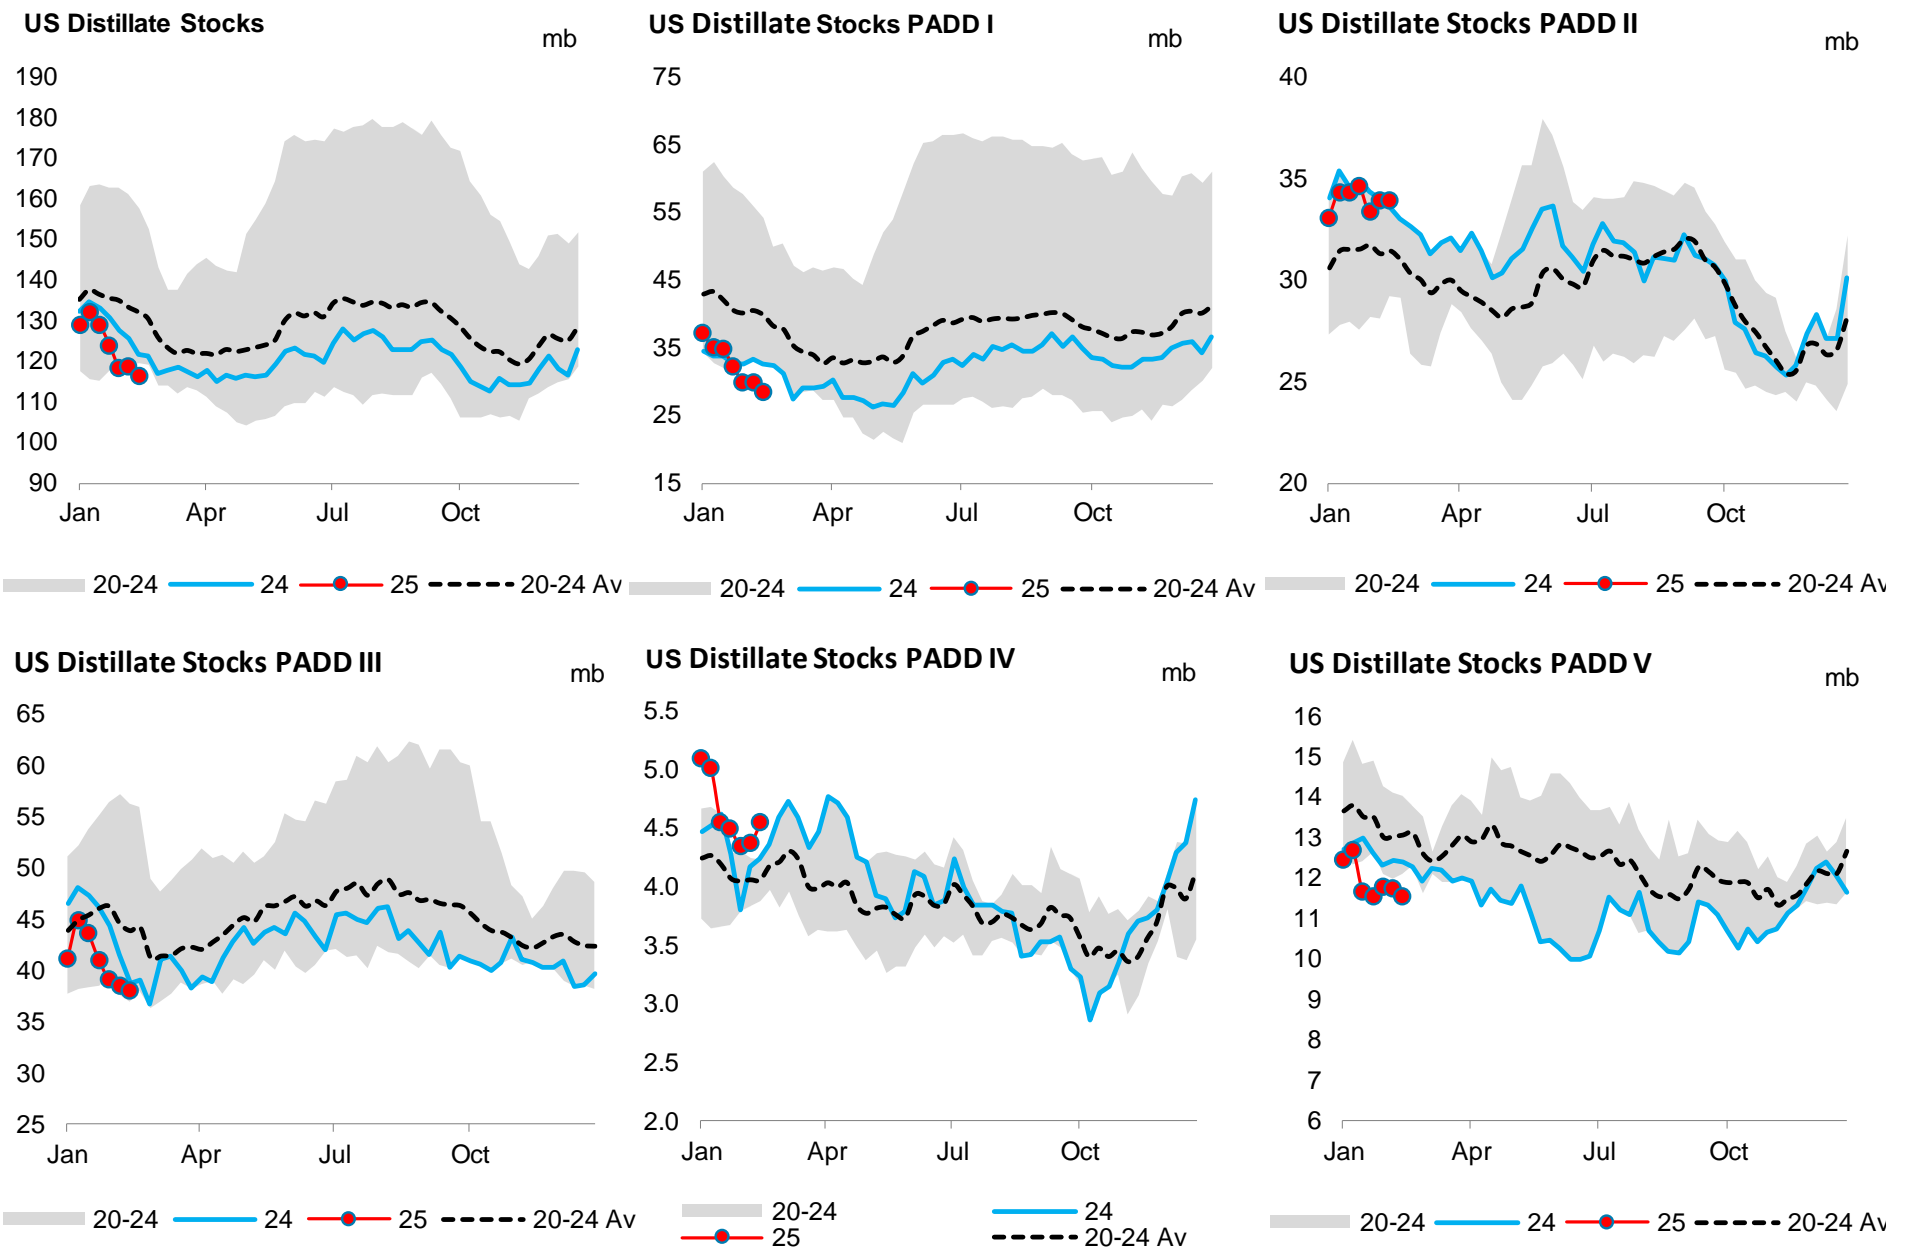 US Distillate Stocks
mb
190
180
170
160
150
140
130
120
110
100
90
Jan Apr Jul Oct
20-24 24 25 20-24 Av
US Distillate Stocks PADD I
mb
75
65
55
45
35
25
15
Jan Apr Jul Oct
20-24 24 25 20-24 Av
US Distillate Stocks PADD II
mb
40
35
30
25
20
Jan Apr Jul Oct
20-24 24 25 20-24 Av
US Distillate Stocks PADD III
mb
65
60
55
50
45
40
35
30
25
Jan Apr Jul Oct
20-24 24 25 20-24 Av
US Distillate Stocks PADD IV
mb
5.5
5.0
4.5
4.0
3.5
3.0
2.5
2.0
Jan Apr Jul Oct
20-24 24
25 20-24 Av
US Distillate Stocks PADD V
mb
16
15
14
13
12
11
10
9
8
7
6
Jan Apr Jul Oct
20-24 24 25 20-24 Av